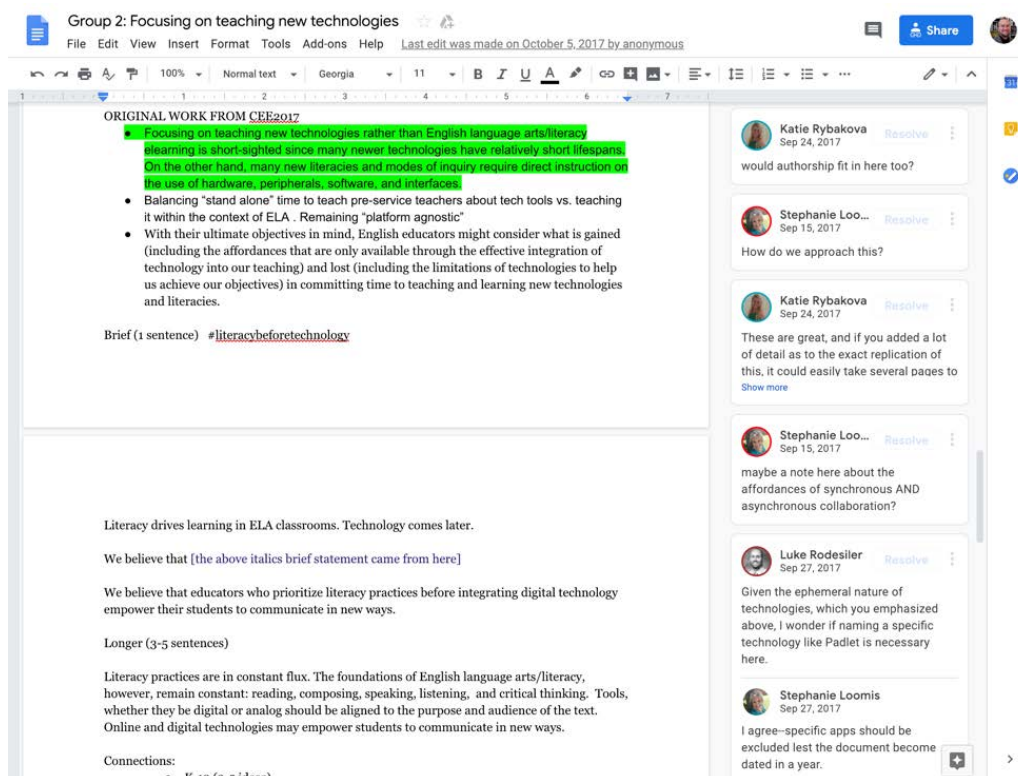 Group 2: Focusing on teaching new technologies
File Edit View Insert Format Tools Add-ons Help Last edit was made on October 5, 2017 by anonymous
Share
100% Normal text Georgia 11 B I U A
1 1 2 3 4 5 6 7
31
ORIGINAL WORK FROM CEE2017
● Focusing on teaching new technologies rather than English language arts/literacy
elearning is short-sighted since many newer technologies have relatively short lifespans.
On the other hand, many new literacies and modes of inquiry require direct instruction on
the use of hardware, peripherals, software, and interfaces.
● Balancing “stand alone” time to teach pre-service teachers about tech tools vs. teaching
it within the context of ELA . Remaining “platform agnostic”
● With their ultimate objectives in mind, English educators might consider what is gained
(including the affordances that are only available through the effective integration of
technology into our teaching) and lost (including the limitations of technologies to help
us achieve our objectives) in committing time to teaching and learning new technologies
and literacies.
Brief (1 sentence) #literacybeforetechnology
Literacy drives learning in ELA classrooms. Technology comes later.
We believe that [the above italics brief statement came from here]
We believe that educators who prioritize literacy practices before integrating digital technology
empower their students to communicate in new ways.
Longer (3-5 sentences)
Literacy practices are in constant flux. The foundations of English language arts/literacy,
however, remain constant: reading, composing, speaking, listening, and critical thinking. Tools,
whether they be digital or analog should be aligned to the purpose and audience of the text.
Online and digital technologies may empower students to communicate in new ways.
Connections:
Katie Rybakova Resolve
Sep 24, 2017
would authorship fit in here too?
Stephanie Loo... Resolve
Sep 15, 2017
How do we approach this?
Katie Rybakova Resolve
Sep 24, 2017
These are great, and if you added a lot
of detail as to the exact replication of
this, it could easily take several pages to
Show more
Stephanie Loo... Resolve
Sep 15, 2017
maybe a note here about the
affordances of synchronous AND
asynchronous collaboration?
Luke Rodesiler Resolve
Sep 27, 2017
Given the ephemeral nature of
technologies, which you emphasized
above, I wonder if naming a specific
technology like Padlet is necessary
here.
Stephanie Loomis
Sep 27, 2017
I agree--specific apps should be
excluded lest the document become
dated in a year.